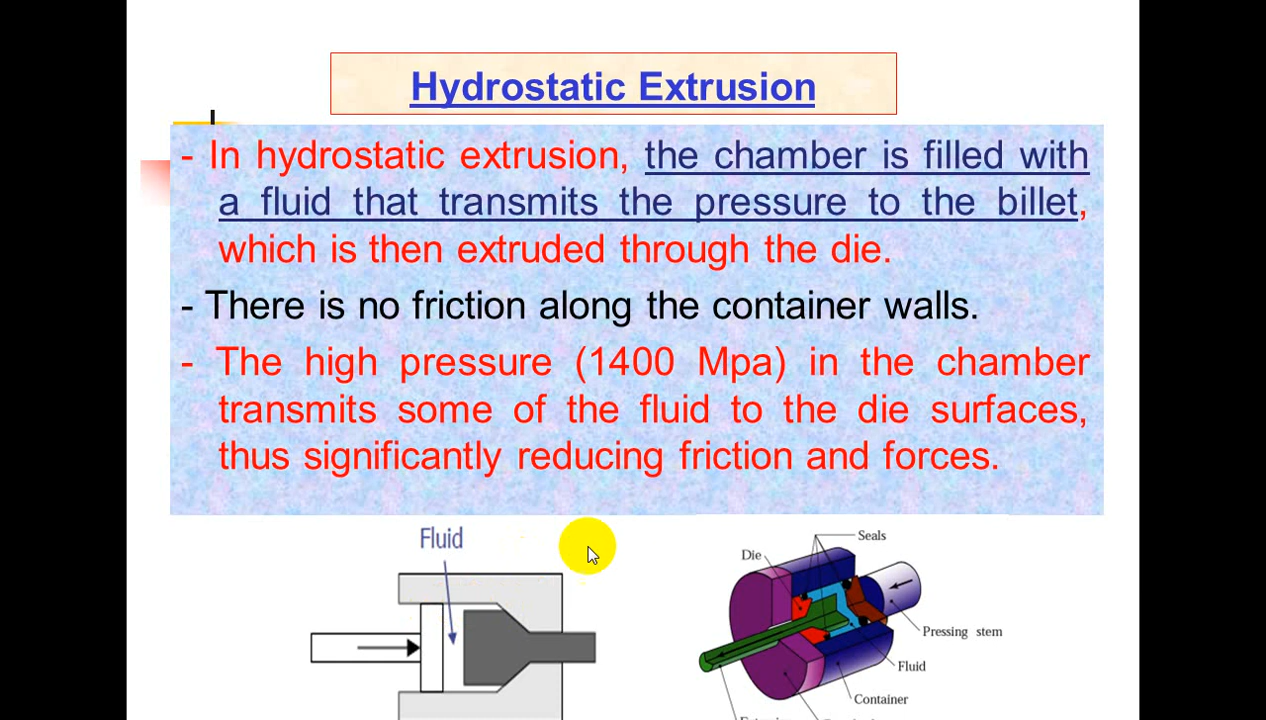 Hydrostatic Extrusion
- In hydrostatic extrusion, the chamber is filled with
a fluid that transmits the pressure to the billet,
which is then extruded through the die.
- There is no friction along the container walls.
- The high pressure (1400 Mpa) in the chamber
transmits some of the fluid to the die surfaces,
thus significantly reducing friction and forces.
Fluid
Seals
Die
Pressing stem
Fluid
Container